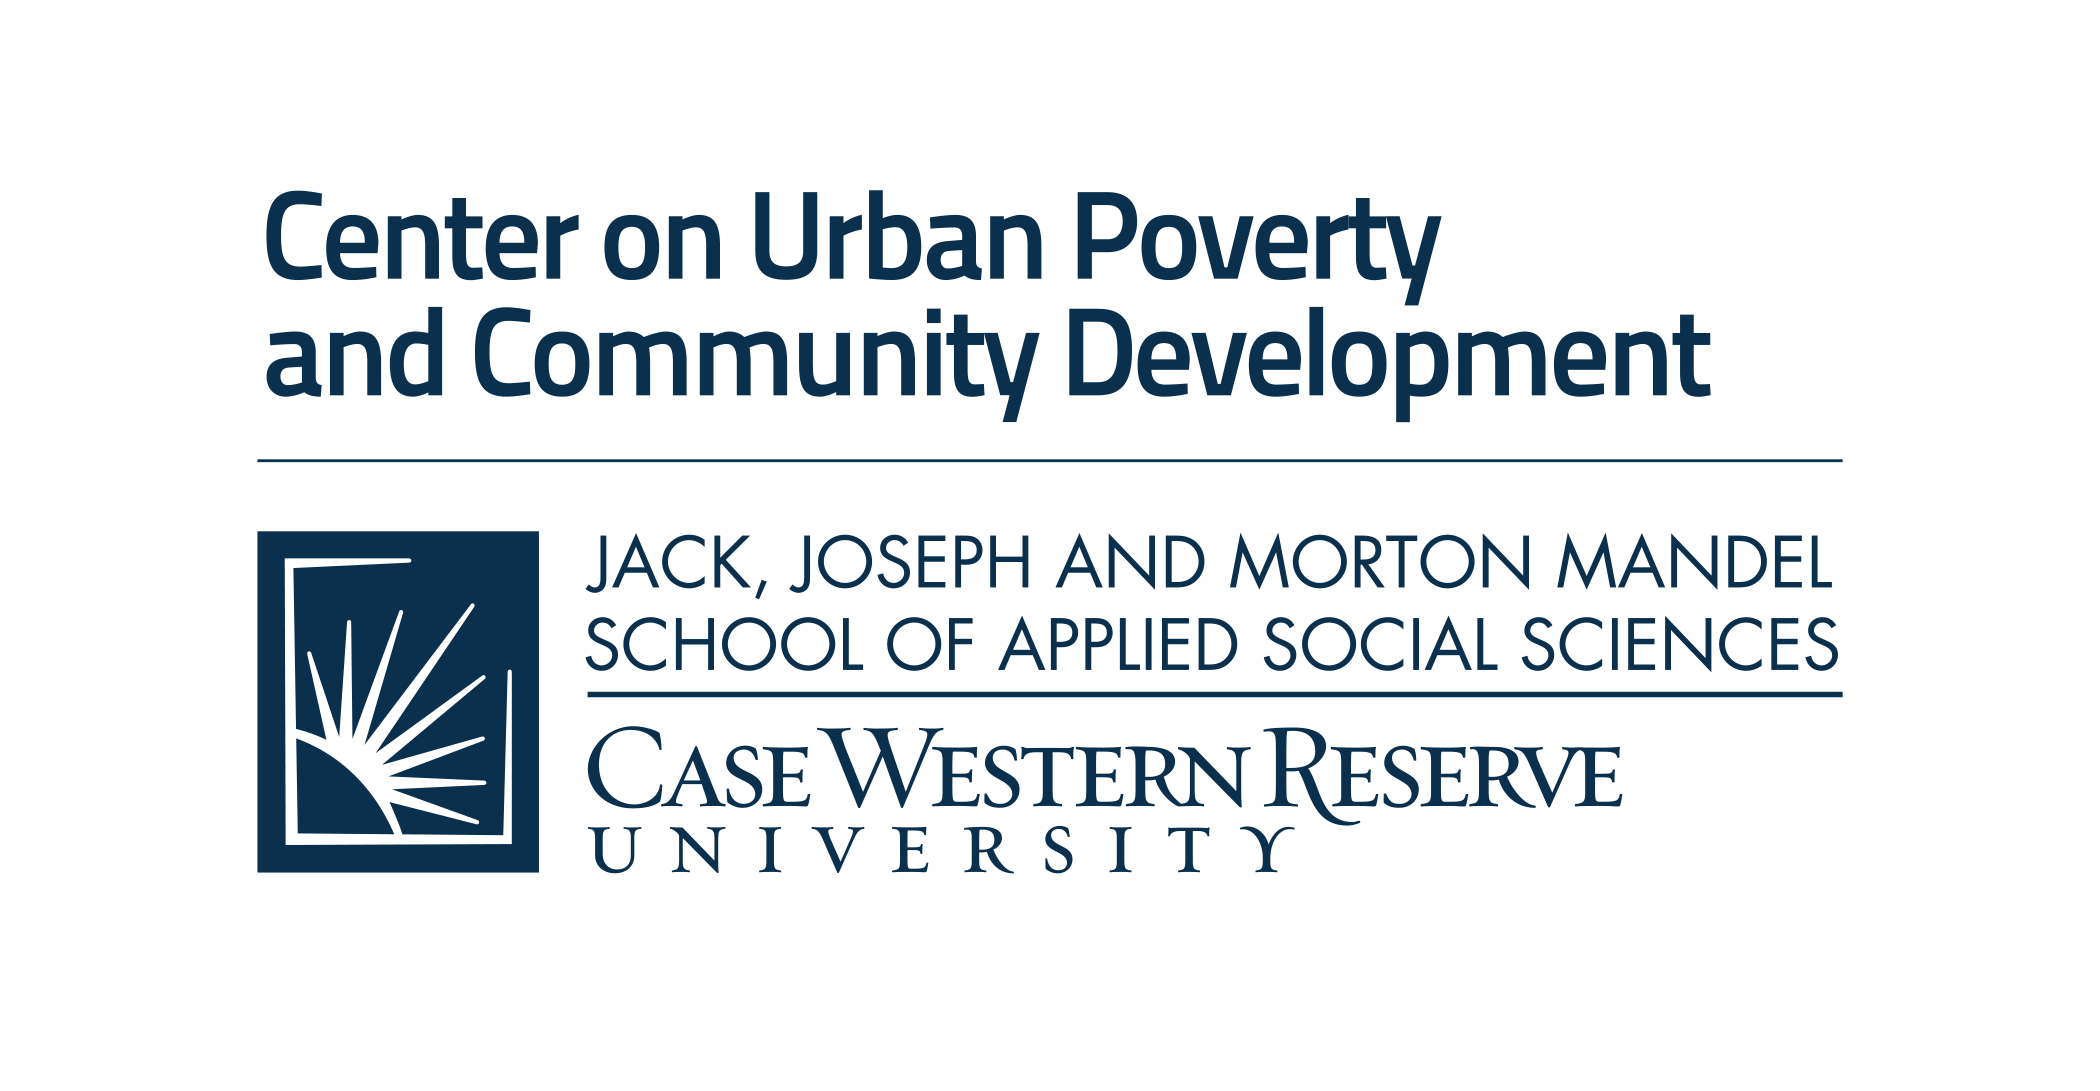 Center on Urban Poverty
and Community Development
JACK, JOSEPH AND MORTON MANDEL
SCHOOL OF APPLIED SOCIAL SCIENCES
CASE WESTERN RESERVE
UNIVERSITY